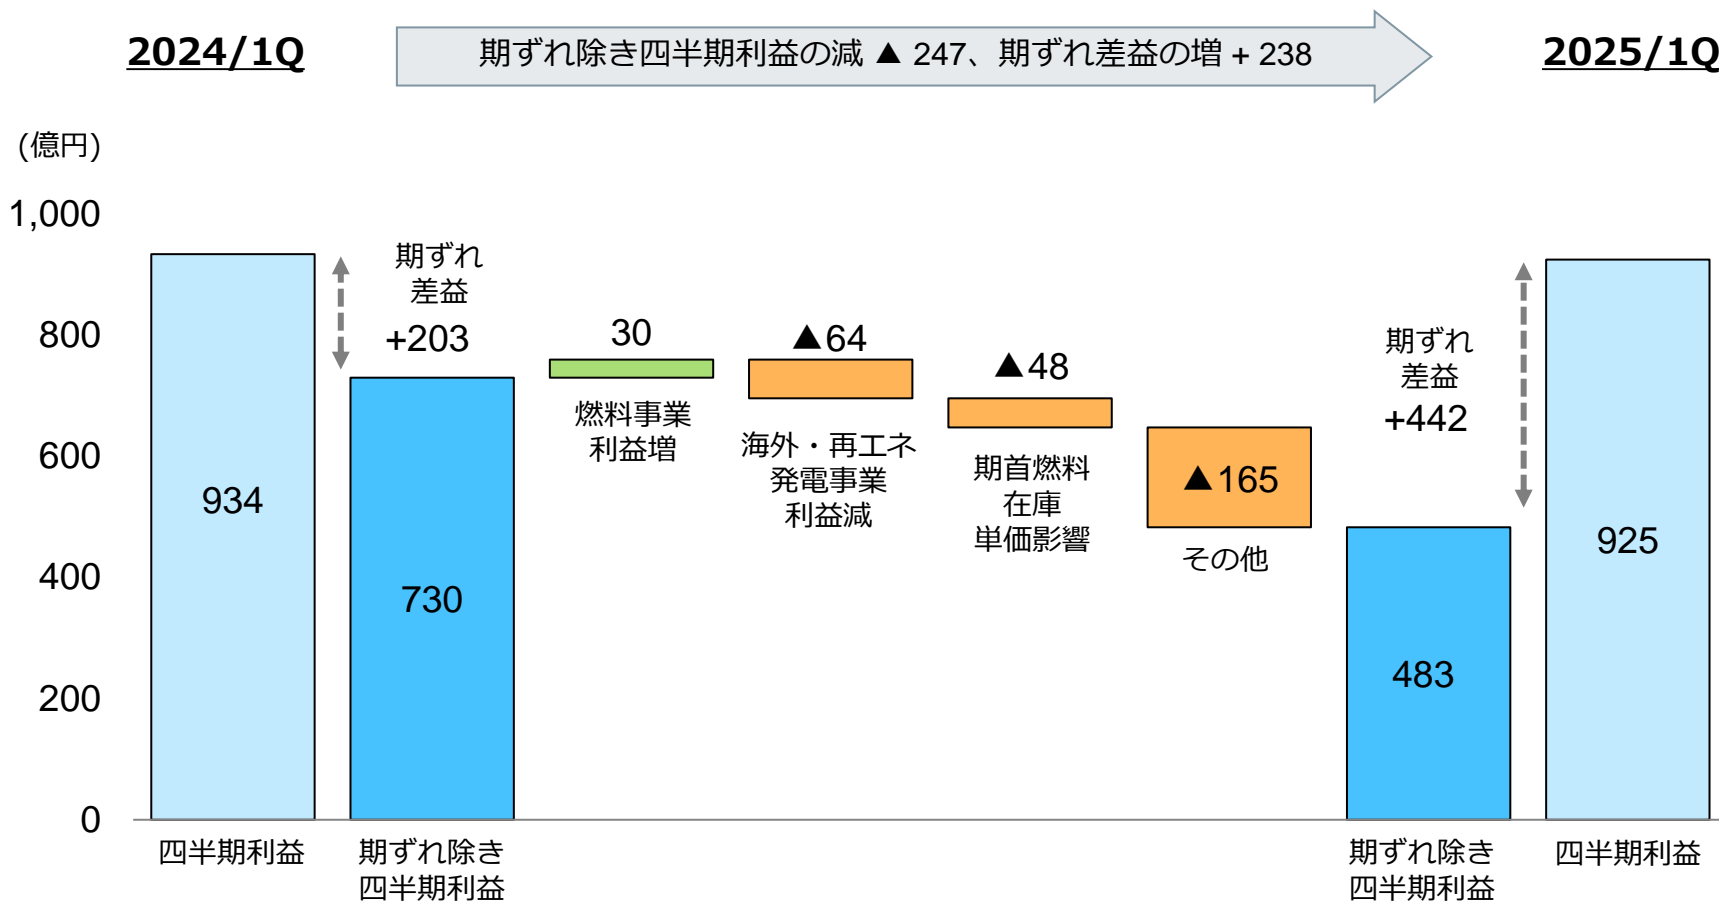 2024/1Q
期ずれ除き四半期利益の減 ▲ 247、期ずれ差益の増 + 238
2025/1Q
(億円)
1,000
800
600
400
200
0
934
期ずれ
差益
+203
730
30
燃料事業
利益増
▲64
海外・再エネ
発電事業
利益減
▲48
期首燃料
在庫
単価影響
▲165
その他
期ずれ
差益
+442
483
925
四半期利益
期ずれ除き
四半期利益
期ずれ除き
四半期利益
四半期利益